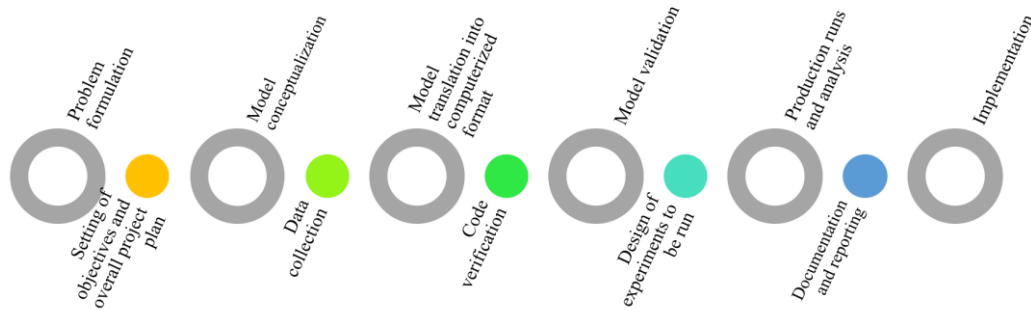 Problem
formulation
Setting of
objectives and
overall project
plan
Model
conceptualization
Data
collection
Model
translation into
computerized
format
Code
verification
Model validation
Design of
experiments to
be run
Production runs
and analysis
Documentation
and reporting
Implementation